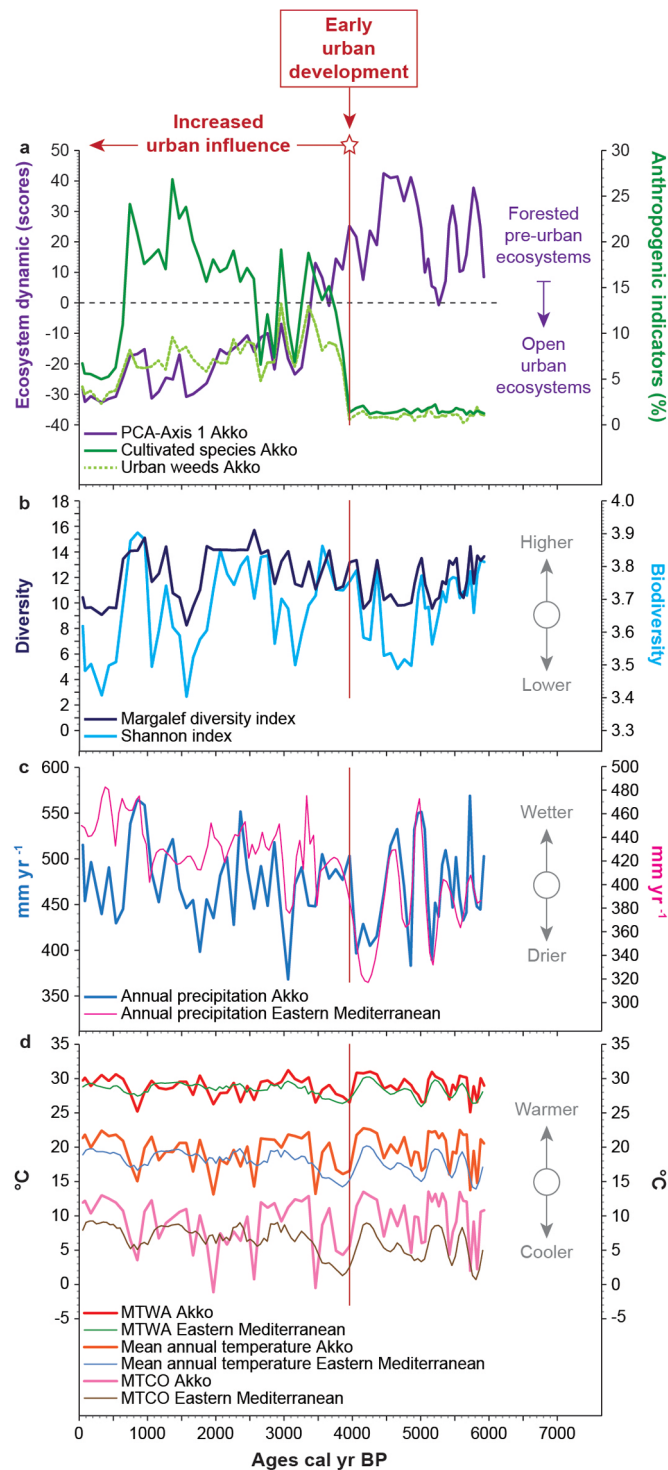 Early
urban
development
Increased
urban influence
a
50
40
30
20
10
0
-10
-20
-30
-40
Ecosystem dynamic (scores)
30
25
20
15
10
5
0
Anthropogenic indicators (%)
Forested
pre-urban
ecosystems
Open
urban
ecosystems
PCA-Axis 1 Akko
Cultivated species Akko
Urban weeds Akko
b
18
16
14
12
10
8
6
4
2
0
Diversity
4.0
3.9
3.8
3.7
3.6
3.5
3.4
3.3
Biodiversity
Higher
Lower
Margalef diversity index
Shannon index
c
600
550
500
450
400
350
mm yr -1
500
480
460
440
420
400
380
360
340
320
300
mm yr -1
Wetter
Drier
Annual precipitation Akko
Annual precipitation Eastern Mediterranean
d
35
30
25
20
15
10
5
0
-5
°C
35
30
25
20
15
10
5
0
-5
°C
Warmer
Cooler
MTWA Akko
MTWA Eastern Mediterranean
Mean annual temperature Akko
Mean annual temperature Eastern Mediterranean
MTCO Akko
MTCO Eastern Mediterranean
0 1000 2000 3000 4000 5000 6000 7000
Ages cal yr BP